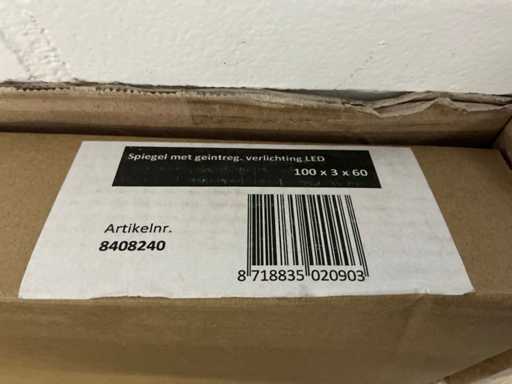 Spiegel met geintreg. verlichting LED
100 x 3 x 60
Artikelnr.
8408240
8 718835 020903